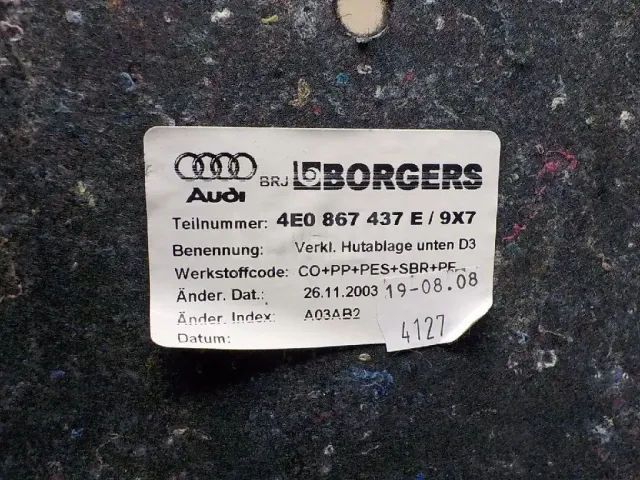 Audi BRJ BORGERS
Teilnummer: 4E0 867 437 E / 9X7
Benennung: Verkl. Hutablage unten D3
Werkstoffcode: CO+PP+PES+SBR+PE
Änder. Dat.: 26.11.2003 19-08.08
Änder. Index: A03AB2
4127
Datum: